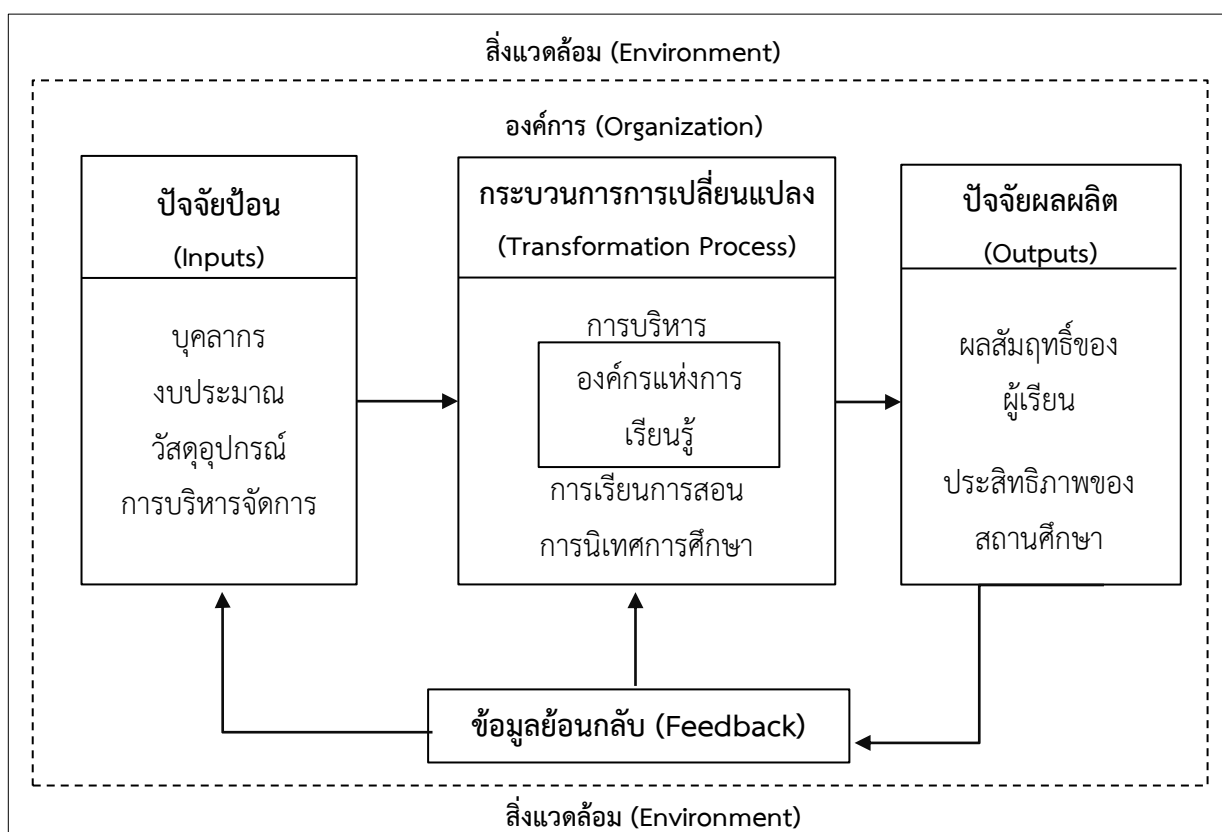 สิ่งแวดล้อม (Environment)
องค์การ (Organization)
ปัจจัยป้อน
(Inputs)
บุคลากร
งบประมาณ
วัสดุอุปกรณ์
การบริหารจัดการ
กระบวนการการเปลี่ยนแปลง
(Transformation Process)
การบริหาร
องค์กรแห่งการ
เรียนรู้
การเรียนการสอน
การนิเทศการศึกษา
ปัจจัยผลผลิต
(Outputs)
ผลสัมฤทธิ์ของ
ผู้เรียน
ประสิทธิภาพของ
สถานศึกษา
ข้อมูลย้อนกลับ (Feedback)
สิ่งแวดล้อม (Environment)